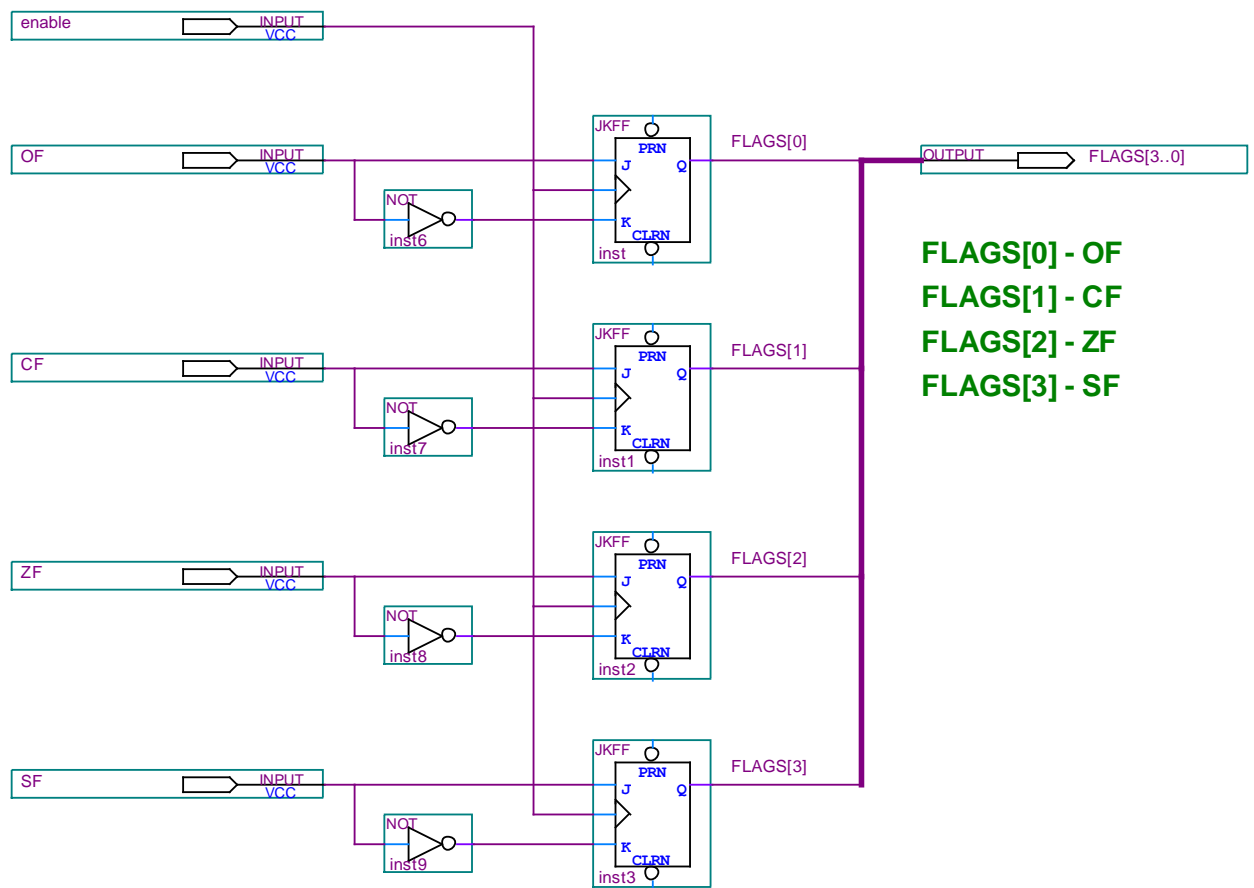 enable
INPUT
VCC
JKFF
PRN
FLAGS[0]
OF
INPUT
VCC
J
Q
OUTPUT
FLAGS[3..0]
NOT
K
inst6
CLRN
inst
FLAGS[0] - OF
FLAGS[1] - CF
FLAGS[2] - ZF
FLAGS[3] - SF
JKFF
PRN
FLAGS[1]
CF
INPUT
VCC
J
Q
NOT
K
inst7
CLRN
inst1
JKFF
PRN
FLAGS[2]
ZF
INPUT
VCC
J
Q
NOT
K
inst8
CLRN
inst2
JKFF
PRN
FLAGS[3]
SF
INPUT
VCC
J
Q
NOT
K
inst9
CLRN
inst3